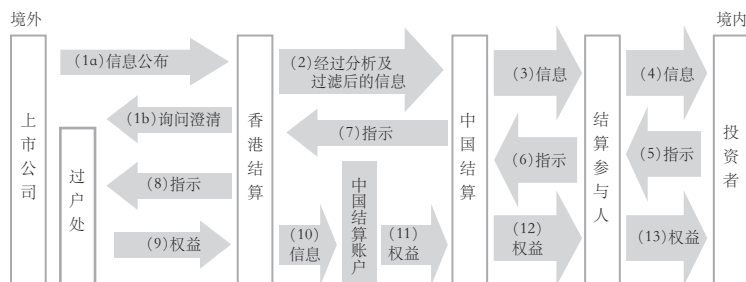 境外
境内
上市公司
过户处
(1a)信息公布
(1b)询问澄清
(8)指示
(9)权益
香港结算
(2)经过分析及
过滤后的信息
(7)指示
(10)
信息
中国结算账户
(11)
权益
中国结算
(3)信息
(6)指示
(12)
权益
结算参与人
(4)信息
(5)指示
(13)权益
投资者